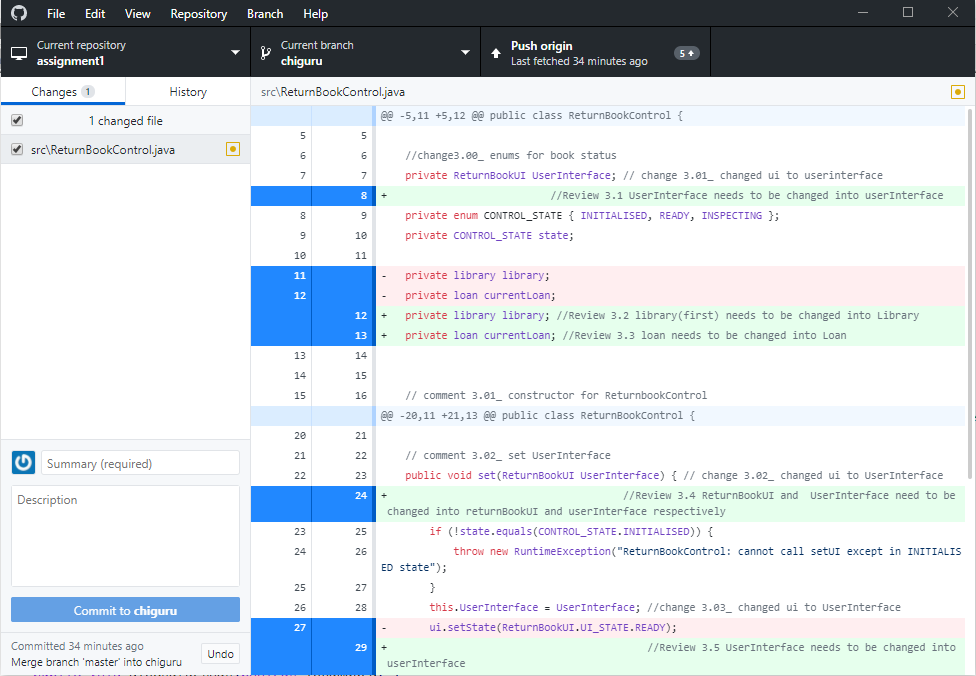 File Edit View Repository Branch Help
Current repository
assignment1
Current branch
chiguru
Push origin
Last fetched 34 minutes ago
5
Changes 1 History
src\ReturnBookControl.java
1 changed file
src\ReturnBookControl.java
@@ -5,11 +5,12 @@ public class ReturnBookControl {
5 5
6 6 //change3.00_ enums for book status
7 7 private ReturnBookUI UserInterface; // change 3.01_ changed ui to userinterface
8 + //Review 3.1 UserInterface needs to be changed into userInterface
8 9 private enum CONTROL_STATE { INITIALISED, READY, INSPECTING };
9 10 private CONTROL_STATE state;
10 11
11 - private library library;
12 - private loan currentLoan;
12 + private library library; //Review 3.2 library(first) needs to be changed into Library
13 + private loan currentLoan; //Review 3.3 loan needs to be changed into Loan
13 14
14 15
15 16 // comment 3.01_ constructor for ReturnbookControl
@@ -20,11 +21,13 @@ public class ReturnBookControl {
20 21
21 22 // comment 3.02_ set UserInterface
22 23 public void set(ReturnBookUI UserInterface) { // change 3.02_ changed ui to UserInterface
24 + //Review 3.4 ReturnBookUI and  UserInterface need to be
changed into returnBookUI and userInterface respectively
23 25 if (!state.equals(CONTROL_STATE.INITIALISED)) {
24 26 throw new RuntimeException("ReturnBookControl: cannot call setUI except in INITIALIS
ED state");
25 27 }
26 28 this.UserInterface = UserInterface; //change 3.03_ changed ui to UserInterface
27 - ui.setState(ReturnBookUI.UI_STATE.READY);
29 + //Review 3.5 UserInterface needs to be changed into
userInterface
Summary (required)
Description
Commit to chiguru
Committed 34 minutes ago
Merge branch 'master' into chiguru
Undo